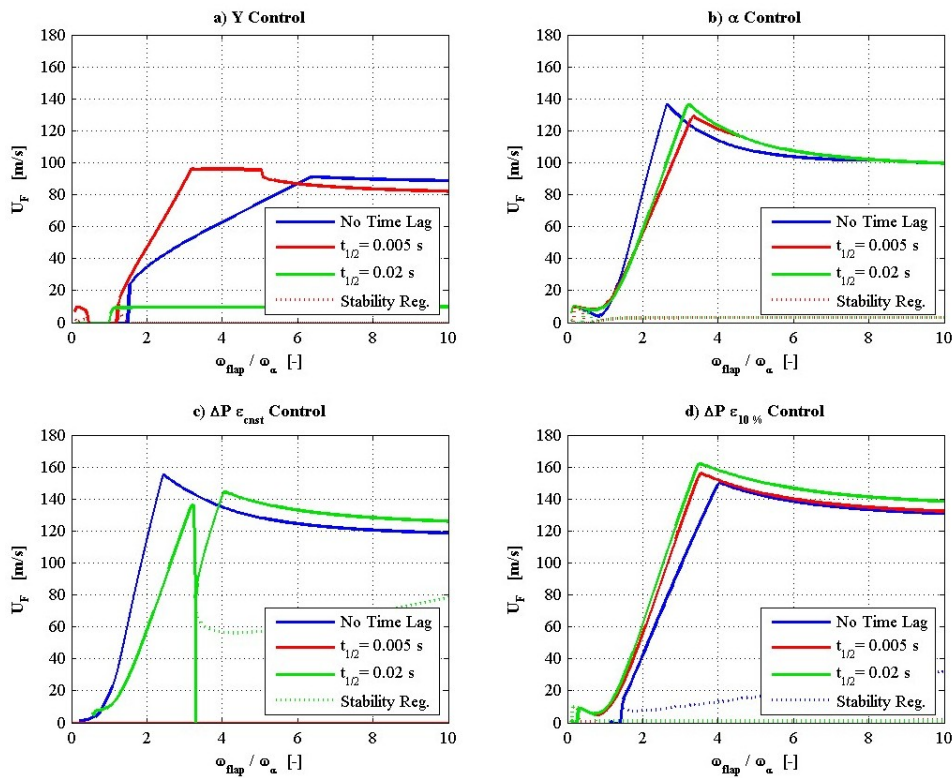 a) Y Control
180
160
140
120
100
80
60
40
20
0
U_F [m/s]
No Time Lag
t_1/2 = 0.005 s
t_1/2 = 0.02 s
Stability Reg.
0 2 4 6 8 10
ω_flap / ω_α [-]
b) α Control
180
160
140
120
100
80
60
40
20
0
U_F [m/s]
No Time Lag
t_1/2 = 0.005 s
t_1/2 = 0.02 s
Stability Reg.
0 2 4 6 8 10
ω_flap / ω_α [-]
c) ΔP ε_cnst Control
180
160
140
120
100
80
60
40
20
0
U_F [m/s]
No Time Lag
t_1/2 = 0.005 s
t_1/2 = 0.02 s
Stability Reg.
0 2 4 6 8 10
ω_flap / ω_α [-]
d) ΔP ε_10 % Control
180
160
140
120
100
80
60
40
20
0
U_F [m/s]
No Time Lag
t_1/2 = 0.005 s
t_1/2 = 0.02 s
Stability Reg.
0 2 4 6 8 10
ω_flap / ω_α [-]